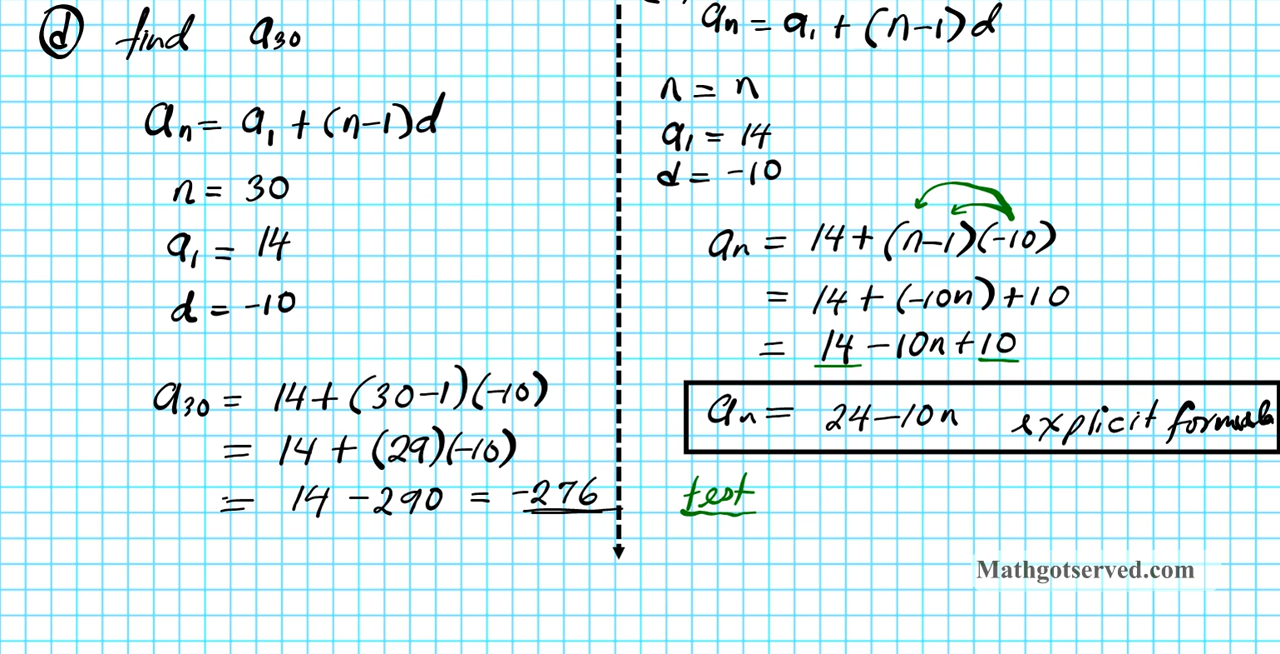 (d) find a₃₀
aₙ = a₁ + (n-1)d
n = 30
a₁ = 14
d = -10
a₃₀ = 14 + (30-1)(-10)
= 14 + (29)(-10)
= 14 - 290 = -276
aₙ = a₁ + (n-1)d
n = n
a₁ = 14
d = -10
aₙ = 14 + (n-1)(-10)
= 14 + (-10n) + 10
= 14 - 10n + 10
aₙ = 24 - 10n explicit formula
test
Mathgotserved.com